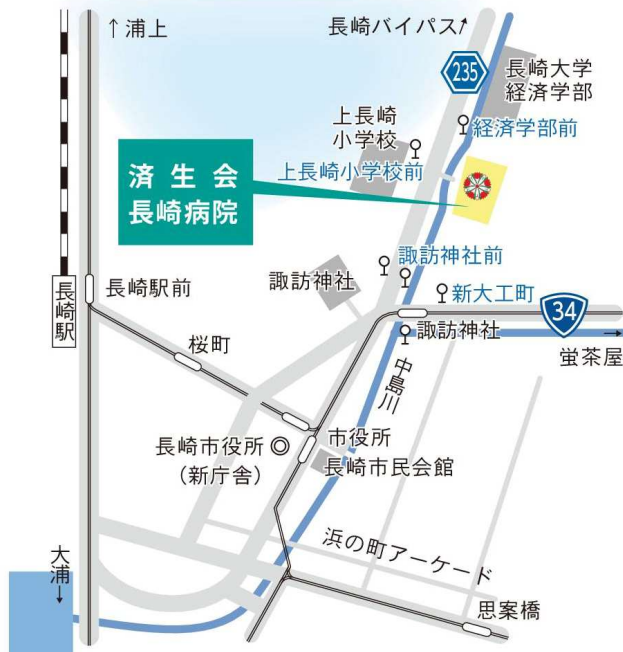 ↑浦上
長崎バイパス↗
235
長崎大学
経済学部
上長崎
小学校
経済学部前
上長崎小学校前
済生会
長崎病院
諏訪神社前
諏訪神社
新大工町
34
長崎駅
長崎駅前
諏訪神社
蛍茶屋
→
桜町
中島川
長崎市役所◎
(新庁舎)
市役所
長崎市民会館
浜の町アーケード
大浦
↓
思案橋